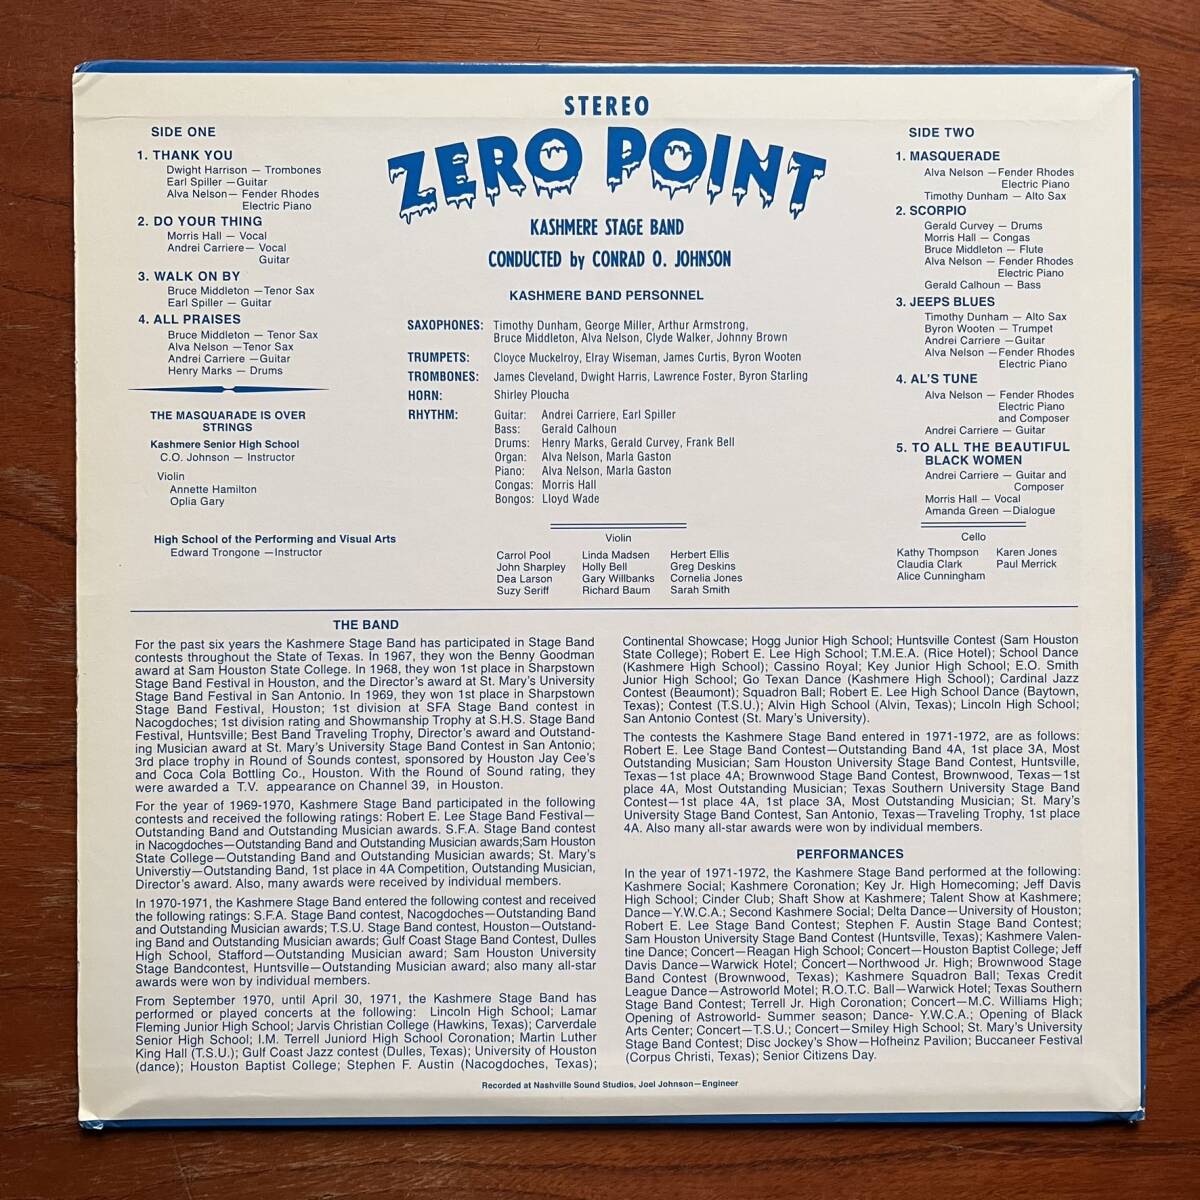 STEREO
ZERO POINT
KASHMERE STAGE BAND
CONDUCTED by CONRAD O. JOHNSON
SIDE ONE
1. THANK YOU
Dwight Harrison — Trombones
Earl Spiller —Guitar
Alva Nelson— Fender Rhodes
Electric Piano
2. DO YOUR THING
Morris Hall — Vocal
Andrei Carriere— Vocal
Guitar
3. WALK ON BY
Bruce Middleton —Tenor Sax
Earl Spiller — Guitar
4. ALL PRAISES
Bruce Middleton — Tenor Sax
Alva Nelson —Tenor Sax
Andrei Carriere —Guitar
Henry Marks — Drums
THE MASQUARADE IS OVER
STRINGS
Kashmere Senior High School
C.O. Johnson — Instructor
Violin
Annette Hamilton
Oplia Gary
High School of the Performing and Visual Arts
Edward Trongone —Instructor
KASHMERE BAND PERSONNEL
SAXOPHONES: Timothy Dunham, George Miller, Arthur Armstrong,
Bruce Middleton, Alva Nelson, Clyde Walker, Johnny Brown
TRUMPETS: Cloyce Muckelroy, Elray Wiseman, James Curtis, Byron Wooten
TROMBONES: James Cleveland, Dwight Harris, Lawrence Foster, Byron Starling
HORN: Shirley Ploucha
RHYTHM: Guitar: Andrei Carriere, Earl Spiller
Bass: Gerald Calhoun
Drums: Henry Marks, Gerald Curvey, Frank Bell
Organ: Alva Nelson, Marla Gaston
Piano: Alva Nelson, Marla Gaston
Congas: Morris Hall
Bongos: Lloyd Wade
Violin
Carrol Pool Linda Madsen Herbert Ellis
John Sharpley Holly Bell Greg Deskins
Dea Larson Gary Willbanks Cornelia Jones
Suzy Seriff Richard Baum Sarah Smith
SIDE TWO
1. MASQUERADE
Alva Nelson —Fender Rhodes
Electric Piano
Timothy Dunham — Alto Sax
2. SCORPIO
Gerald Curvey — Drums
Morris Hall — Congas
Bruce Middleton — Flute
Alva Nelson —Fender Rhodes
Electric Piano
Gerald Calhoun — Bass
3. JEEPS BLUES
Timothy Dunham — Alto Sax
Byron Wooten — Trumpet
Andrei Carriere —Guitar
Alva Nelson —Fender Rhodes
Electric Piano
4. AL'S TUNE
Alva Nelson — Fender Rhodes
Electric Piano
and Composer
Andrei Carriere — Guitar
5. TO ALL THE BEAUTIFUL
BLACK WOMEN
Andrei Carriere — Guitar and
Composer
Morris Hall — Vocal
Amanda Green —Dialogue
Cello
Kathy Thompson Karen Jones
Claudia Clark Paul Merrick
Alice Cunningham
THE BAND
For the past six years the Kashmere Stage Band has participated in Stage Band
contests throughout the State of Texas. In 1967, they won the Benny Goodman
award at Sam Houston State College. In 1968, they won 1st place in Sharpstown
Stage Band Festival in Houston, and the Director's award at St. Mary's University
Stage Band Festival in San Antonio. In 1969, they won 1st place in Sharpstown
Stage Band Festival, Houston; 1st division at SFA Stage Band contest in
Nacogdoches; 1st division rating and Showmanship Trophy at S.H.S. Stage Band
Festival, Huntsville; Best Band Traveling Trophy, Director's award and Outstand-
ing Musician award at St. Mary's University Stage Band Contest in San Antonio;
3rd place trophy in Round of Sounds contest, sponsored by Houston Jay Cee's
and Coca Cola Bottling Co., Houston. With the Round of Sound rating, they
were awarded a T.V. appearance on Channel 39, in Houston.
For the year of 1969-1970, Kashmere Stage Band participated in the following
contests and received the following ratings: Robert E. Lee Stage Band Festival—
Outstanding Band and Outstanding Musician awards. S.F.A. Stage Band contest
in Nacogdoches—Outstanding Band and Outstanding Musician awards;Sam Houston
State College—Outstanding Band and Outstanding Musician awards; St. Mary's
Universtiy—Outstanding Band, 1st place in 4A Competition, Outstanding Musician,
Director's award. Also, many awards were received by individual members.
In 1970-1971, the Kashmere Stage Band entered the following contest and received
the following ratings: S.F.A. Stage Band contest, Nacogdoches—Outstanding Band
and Outstanding Musician awards; T.S.U. Stage Band contest, Houston—Outstand-
ing Band and Outstanding Musician awards; Gulf Coast Stage Band Contest, Dulles
High School, Stafford—Outstanding Musician award; Sam Houston University
Stage Bandcontest, Huntsville—Outstanding Musician award; also many all-star
awards were won by individual members.
From September 1970, until April 30, 1971, the Kashmere Stage Band has
performed or played concerts at the following: Lincoln High School; Lamar
Fleming Junior High School; Jarvis Christian College (Hawkins, Texas); Carverdale
Senior High School; I.M. Terrell Juniord High School Coronation; Martin Luther
King Hall (T.S.U.); Gulf Coast Jazz contest (Dulles, Texas); University of Houston
(dance); Houston Baptist College; Stephen F. Austin (Nacogdoches, Texas);
Continental Showcase; Hogg Junior High School; Huntsville Contest (Sam Houston
State College); Robert E. Lee High School; T.M.E.A. (Rice Hotel); School Dance
(Kashmere High School); Cassino Royal; Key Junior High School; E.O. Smith
Junior High School; Go Texan Dance (Kashmere High School); Cardinal Jazz
Contest (Beaumont); Squadron Ball; Robert E. Lee High School Dance (Baytown,
Texas); Contest (T.S.U.); Alvin High School (Alvin, Texas); Lincoln High School;
San Antonio Contest (St. Mary's University).
The contests the Kashmere Stage Band entered in 1971-1972, are as follows:
Robert E. Lee Stage Band Contest—Outstanding Band 4A, 1st place 3A, Most
Outstanding Musician; Sam Houston University Stage Band Contest, Huntsville,
Texas—1st place 4A; Brownwood Stage Band Contest, Brownwood, Texas—1st
place 4A, Most Outstanding Musician; Texas Southern University Stage Band
Contest—1st place 4A, 1st place 3A, Most Outstanding Musician; St. Mary's
University Stage Band Contest, San Antonio, Texas—Traveling Trophy, 1st place
4A. Also many all-star awards were won by individual members.
PERFORMANCES
In the year of 1971-1972, the Kashmere Stage Band performed at the following:
Kashmere Social; Kashmere Coronation; Key Jr. High Homecoming; Jeff Davis
High School; Cinder Club; Shaft Show at Kashmere; Talent Show at Kashmere;
Dance—Y.W.C.A.; Second Kashmere Social; Delta Dance—University of Houston;
Robert E. Lee Stage Band Contest; Stephen F. Austin Stage Band Contest;
Sam Houston University Stage Band Contest (Huntsville, Texas); Kashmere Valen-
tine Dance; Concert—Reagan High School; Concert—Houston Baptist College; Jeff
Davis Dance—Warwick Hotel; Concert—Northwood Jr. High; Brownwood Stage
Band Contest (Brownwood, Texas); Kashmere Squadron Ball; Texas Credit
League Dance—Astroworld Motel; R.O.T.C. Ball—Warwick Hotel; Texas Southern
Stage Band Contest; Terrell Jr. High Coronation; Concert—M.C. Williams High;
Opening of Astroworld- Summer season; Dance- Y.W.C.A.; Opening of Black
Arts Center; Concert—T.S.U.; Concert—Smiley High School; St. Mary's University
Stage Band Contest; Disc Jockey's Show—Hofheinz Pavilion; Buccaneer Festival
(Corpus Christi, Texas); Senior Citizens Day.
Recorded at Nashville Sound Studios, Joel Johnson—Engineer